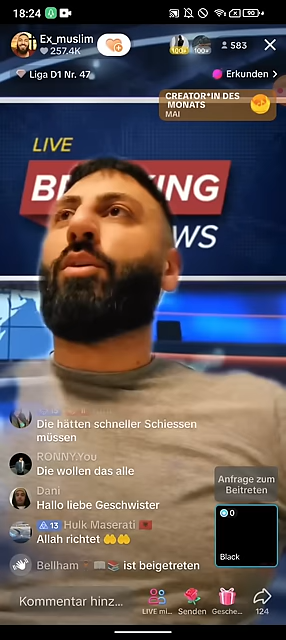 18:24
Ex_muslim
257.4K
100+
100+
583
Liga D1 Nr. 47
Erkunden
CREATOR*IN DES
MONATS
MAI
LIVE
BREAKING
NEWS
Die hätten schneller Schiessen
müssen
RONNY.You
Die wollen das alle
Dani
Hallo liebe Geschwister
13 Hulk Maserati 🇦🇱
Allah richtet 🤲🤲
Bellham 📖📚 ist beigetreten
Anfrage zum
Beitreten
0
Black
Kommentar hinz...
LIVE mi...
Senden
Gesche...
124